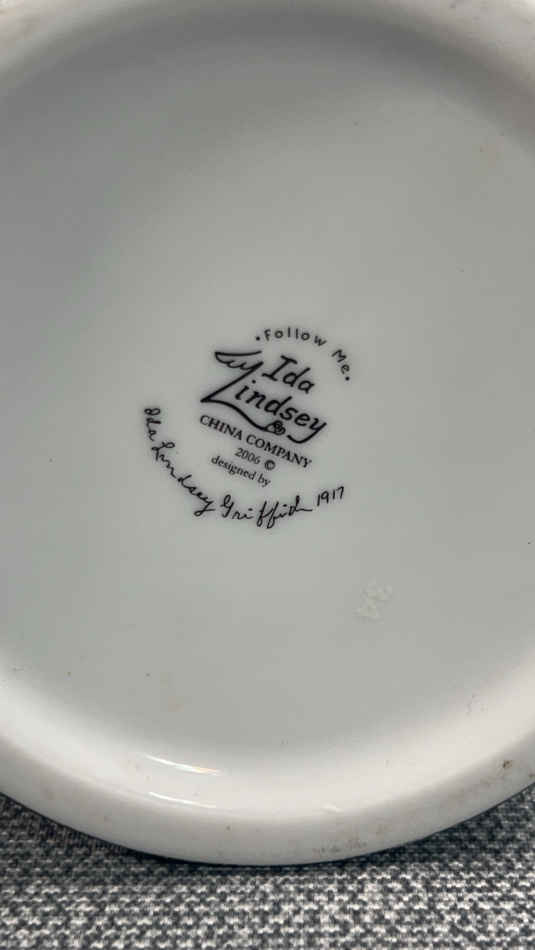 • Follow Me •
Ida
Lindsey
CHINA COMPANY
2006 ©
designed by
Ida Lindsey Griffith 1917